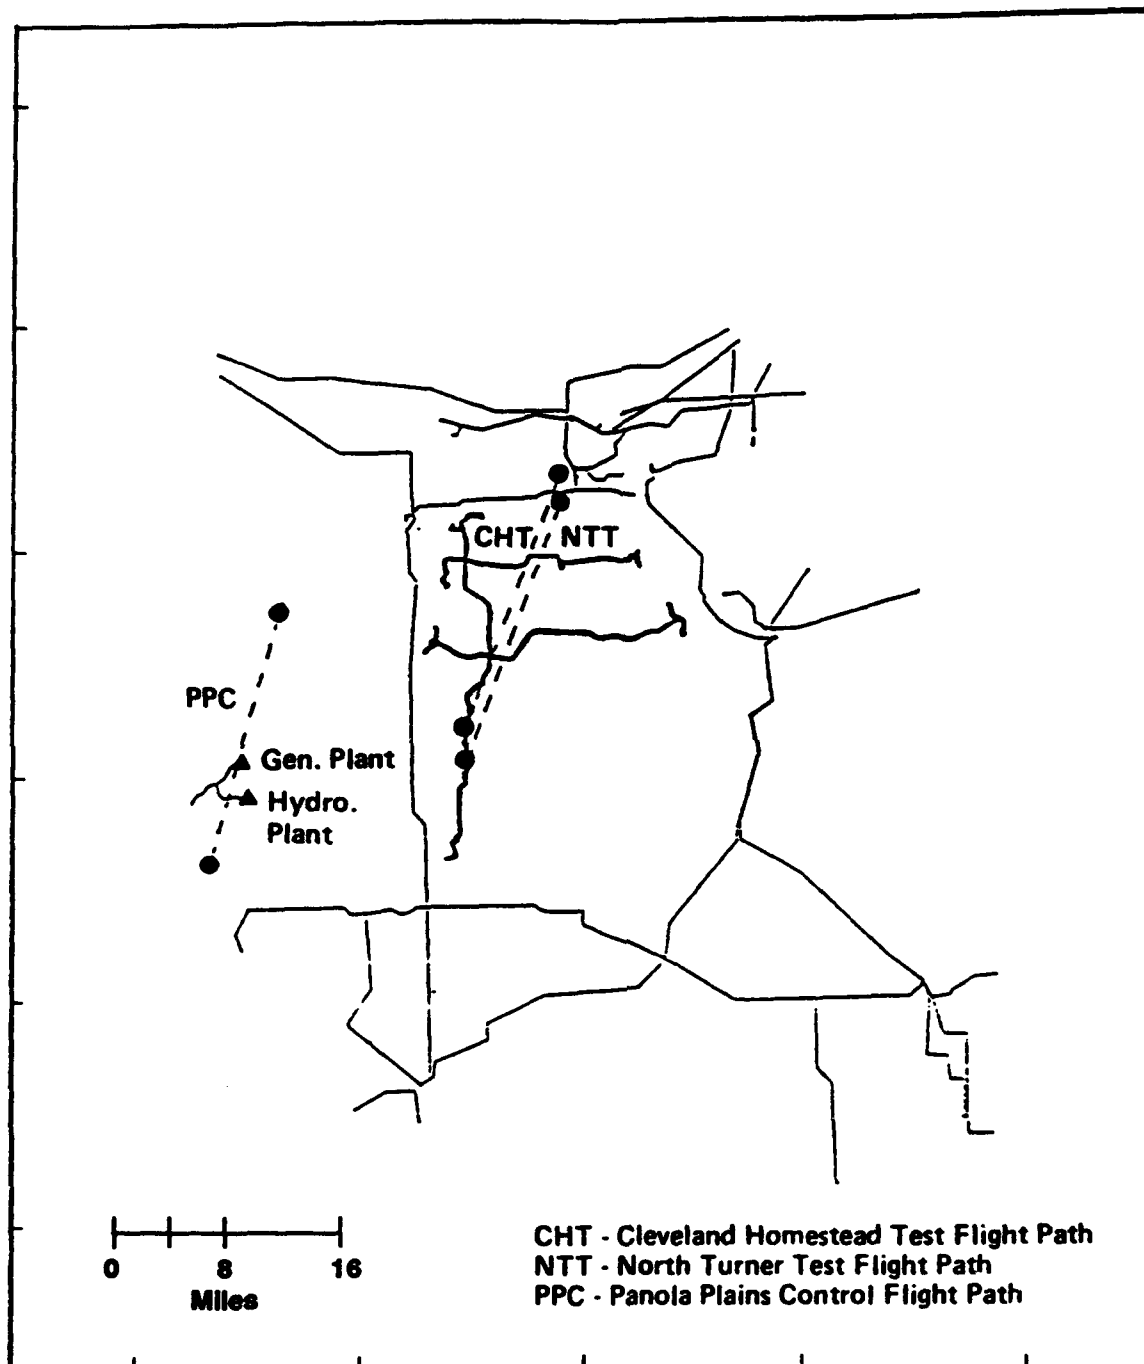 CHT NTT
PPC
Gen. Plant
Hydro.
Plant
0 8 16
Miles
CHT - Cleveland Homestead Test Flight Path
NTT - North Turner Test Flight Path
PPC - Panola Plains Control Flight Path